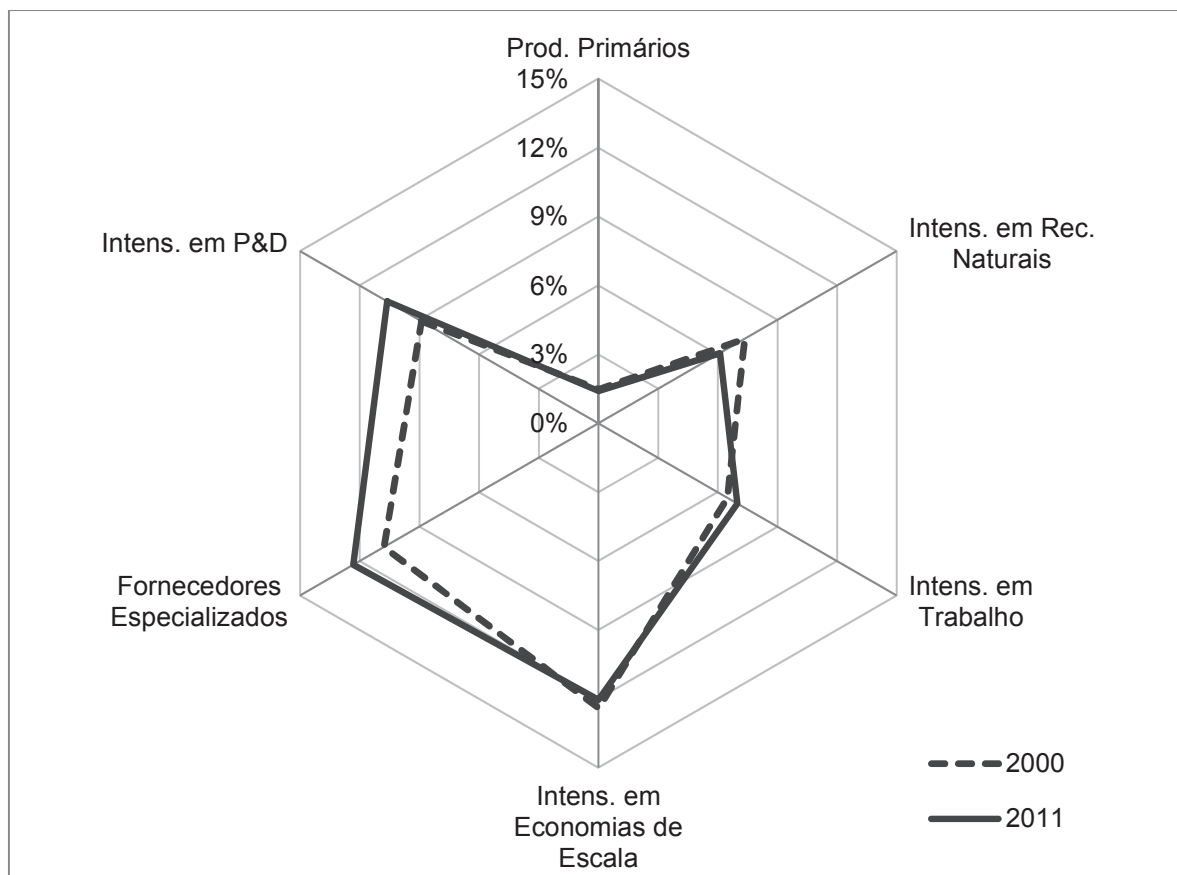 Prod. Primários
15%
12%
9%
6%
3%
0%
Intens. em Rec.
Naturais
Intens. em
Trabalho
Intens. em
Economias de
Escala
Fornecedores
Especializados
Intens. em P&D
2000
2011